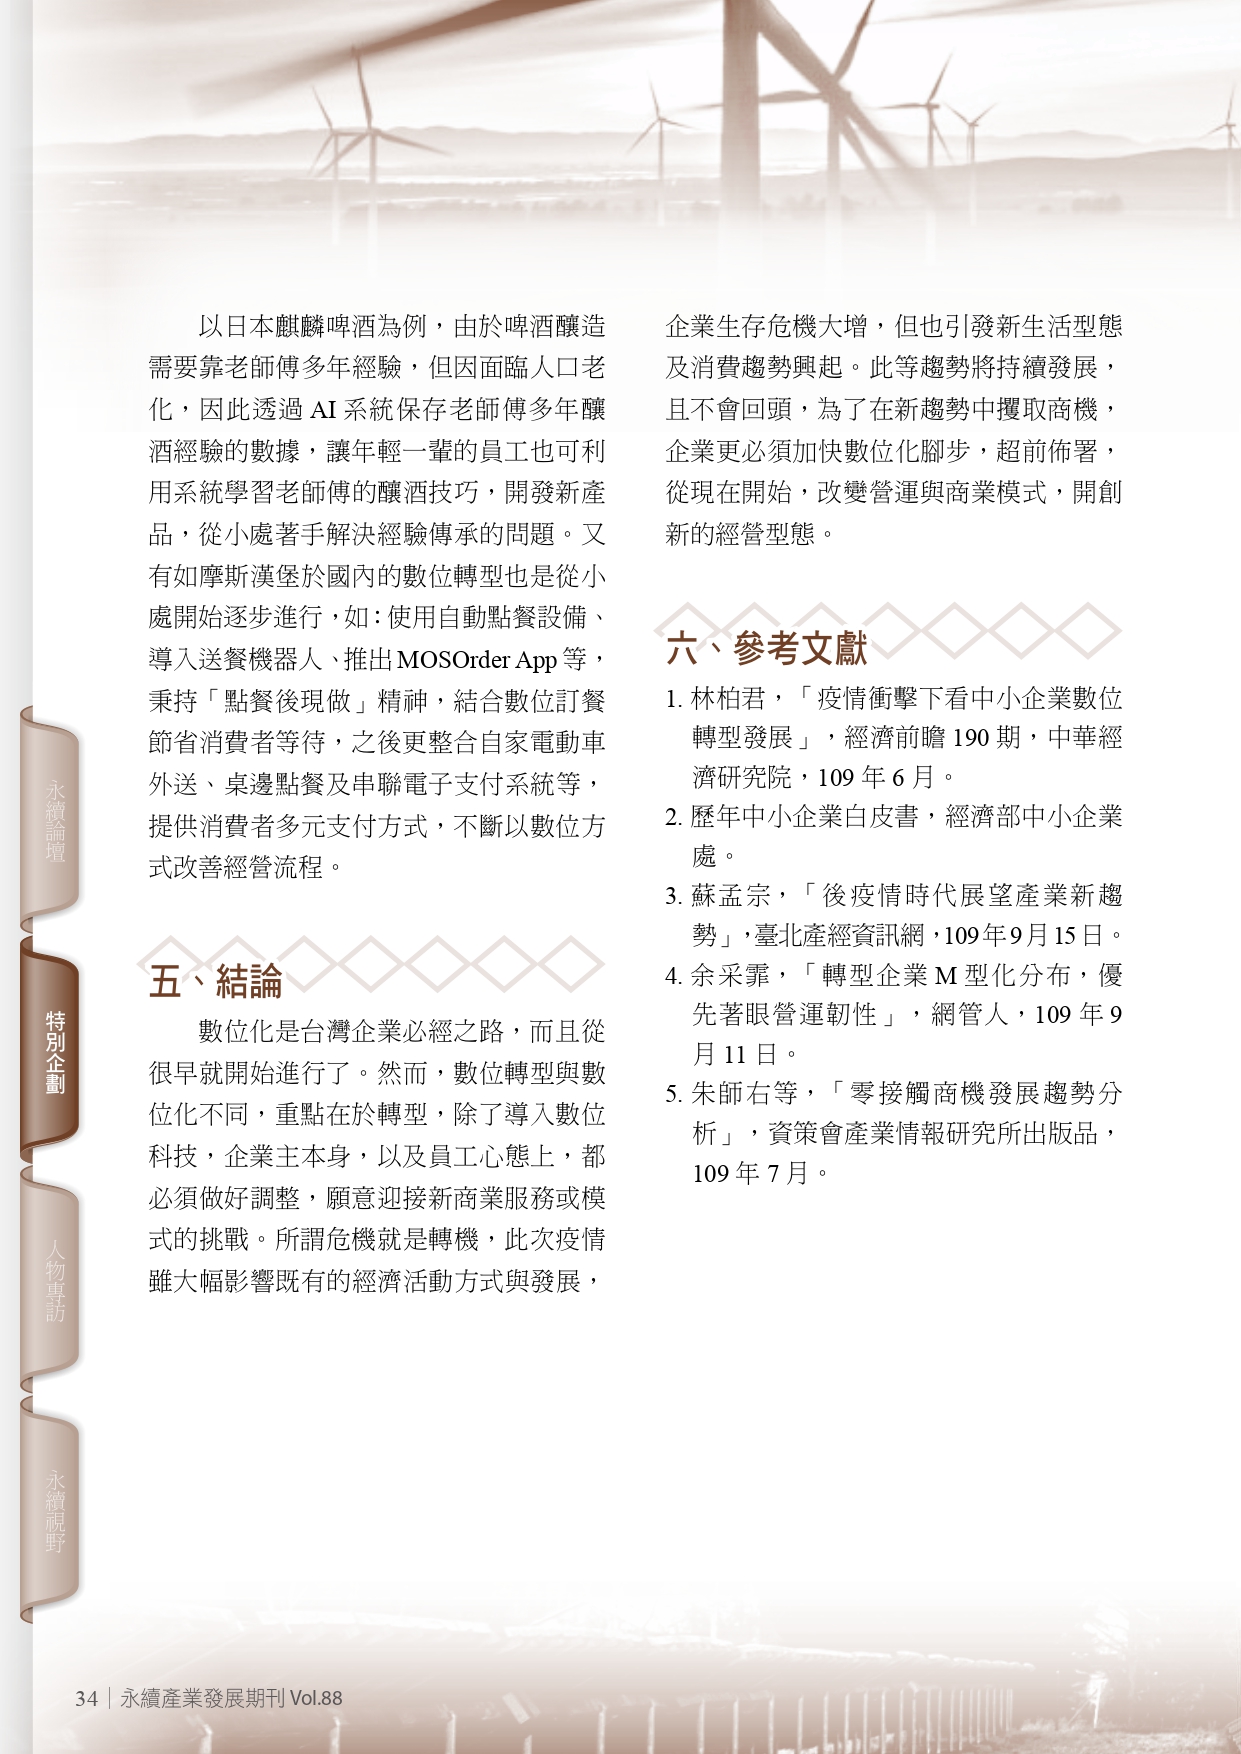 以日本麒麟啤酒為例，由於啤酒釀造
需要靠老師傅多年經驗，但因面臨人口老
化，因此透過 AI 系統保存老師傅多年釀
酒經驗的數據，讓年輕一輩的員工也可利
用系統學習老師傅的釀酒技巧，開發新產
品，從小處著手解決經驗傳承的問題。又
有如摩斯漢堡於國內的數位轉型也是從小
處開始逐步進行，如：使用自動點餐設備、
導入送餐機器人、推出 MOSOrder App 等，
秉持「點餐後現做」精神，結合數位訂餐
節省消費者等待，之後更整合自家電動車
外送、桌邊點餐及串聯電子支付系統等，
提供消費者多元支付方式，不斷以數位方
式改善經營流程。
五、結論
數位化是台灣企業必經之路，而且從
很早就開始進行了。然而，數位轉型與數
位化不同，重點在於轉型，除了導入數位
科技，企業主本身，以及員工心態上，都
必須做好調整，願意迎接新商業服務或模
式的挑戰。所謂危機就是轉機，此次疫情
雖大幅影響既有的經濟活動方式與發展，
企業生存危機大增，但也引發新生活型態
及消費趨勢興起。此等趨勢將持續發展，
且不會回頭，為了在新趨勢中攫取商機，
企業更必須加快數位化腳步，超前佈署，
從現在開始，改變營運與商業模式，開創
新的經營型態。
六、參考文獻
1. 林柏君，「疫情衝擊下看中小企業數位
轉型發展」，經濟前瞻 190 期，中華經
濟研究院，109 年 6 月。
2. 歷年中小企業白皮書，經濟部中小企業
處。
3. 蘇孟宗，「後疫情時代展望產業新趨
勢」，臺北產經資訊網，109 年 9 月 15 日。
4. 余采霏，「轉型企業 M 型化分布，優
先著眼營運韌性」，網管人，109 年 9
月 11 日。
5. 朱師右等，「零接觸商機發展趨勢分
析」，資策會產業情報研究所出版品，
109 年 7 月。
永續論壇
特別企劃
人物專訪
永續視野
34｜永續產業發展期刊 Vol.88